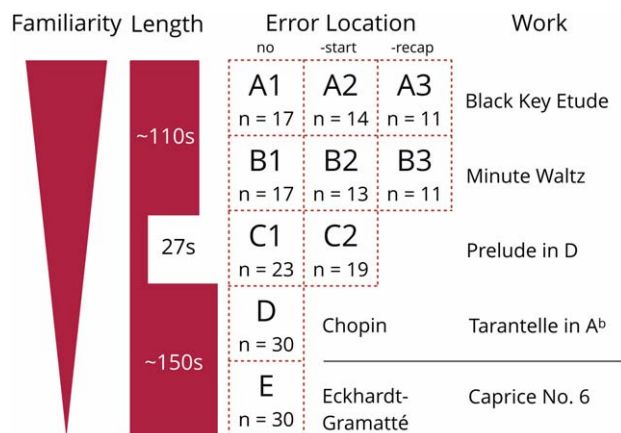 Familiarity Length Error Location Work
no -start -recap
A1 A2 A3
n = 17 n = 14 n = 11
Black Key Etude
~110s
B1 B2 B3
n = 17 n = 13 n = 11
Minute Waltz
27s
C1 C2
n = 23 n = 19
Prelude in D
D
n = 30
Chopin
Tarantelle in Aᵇ
~150s
E
n = 30
Eckhardt-
Gramatté
Caprice No. 6